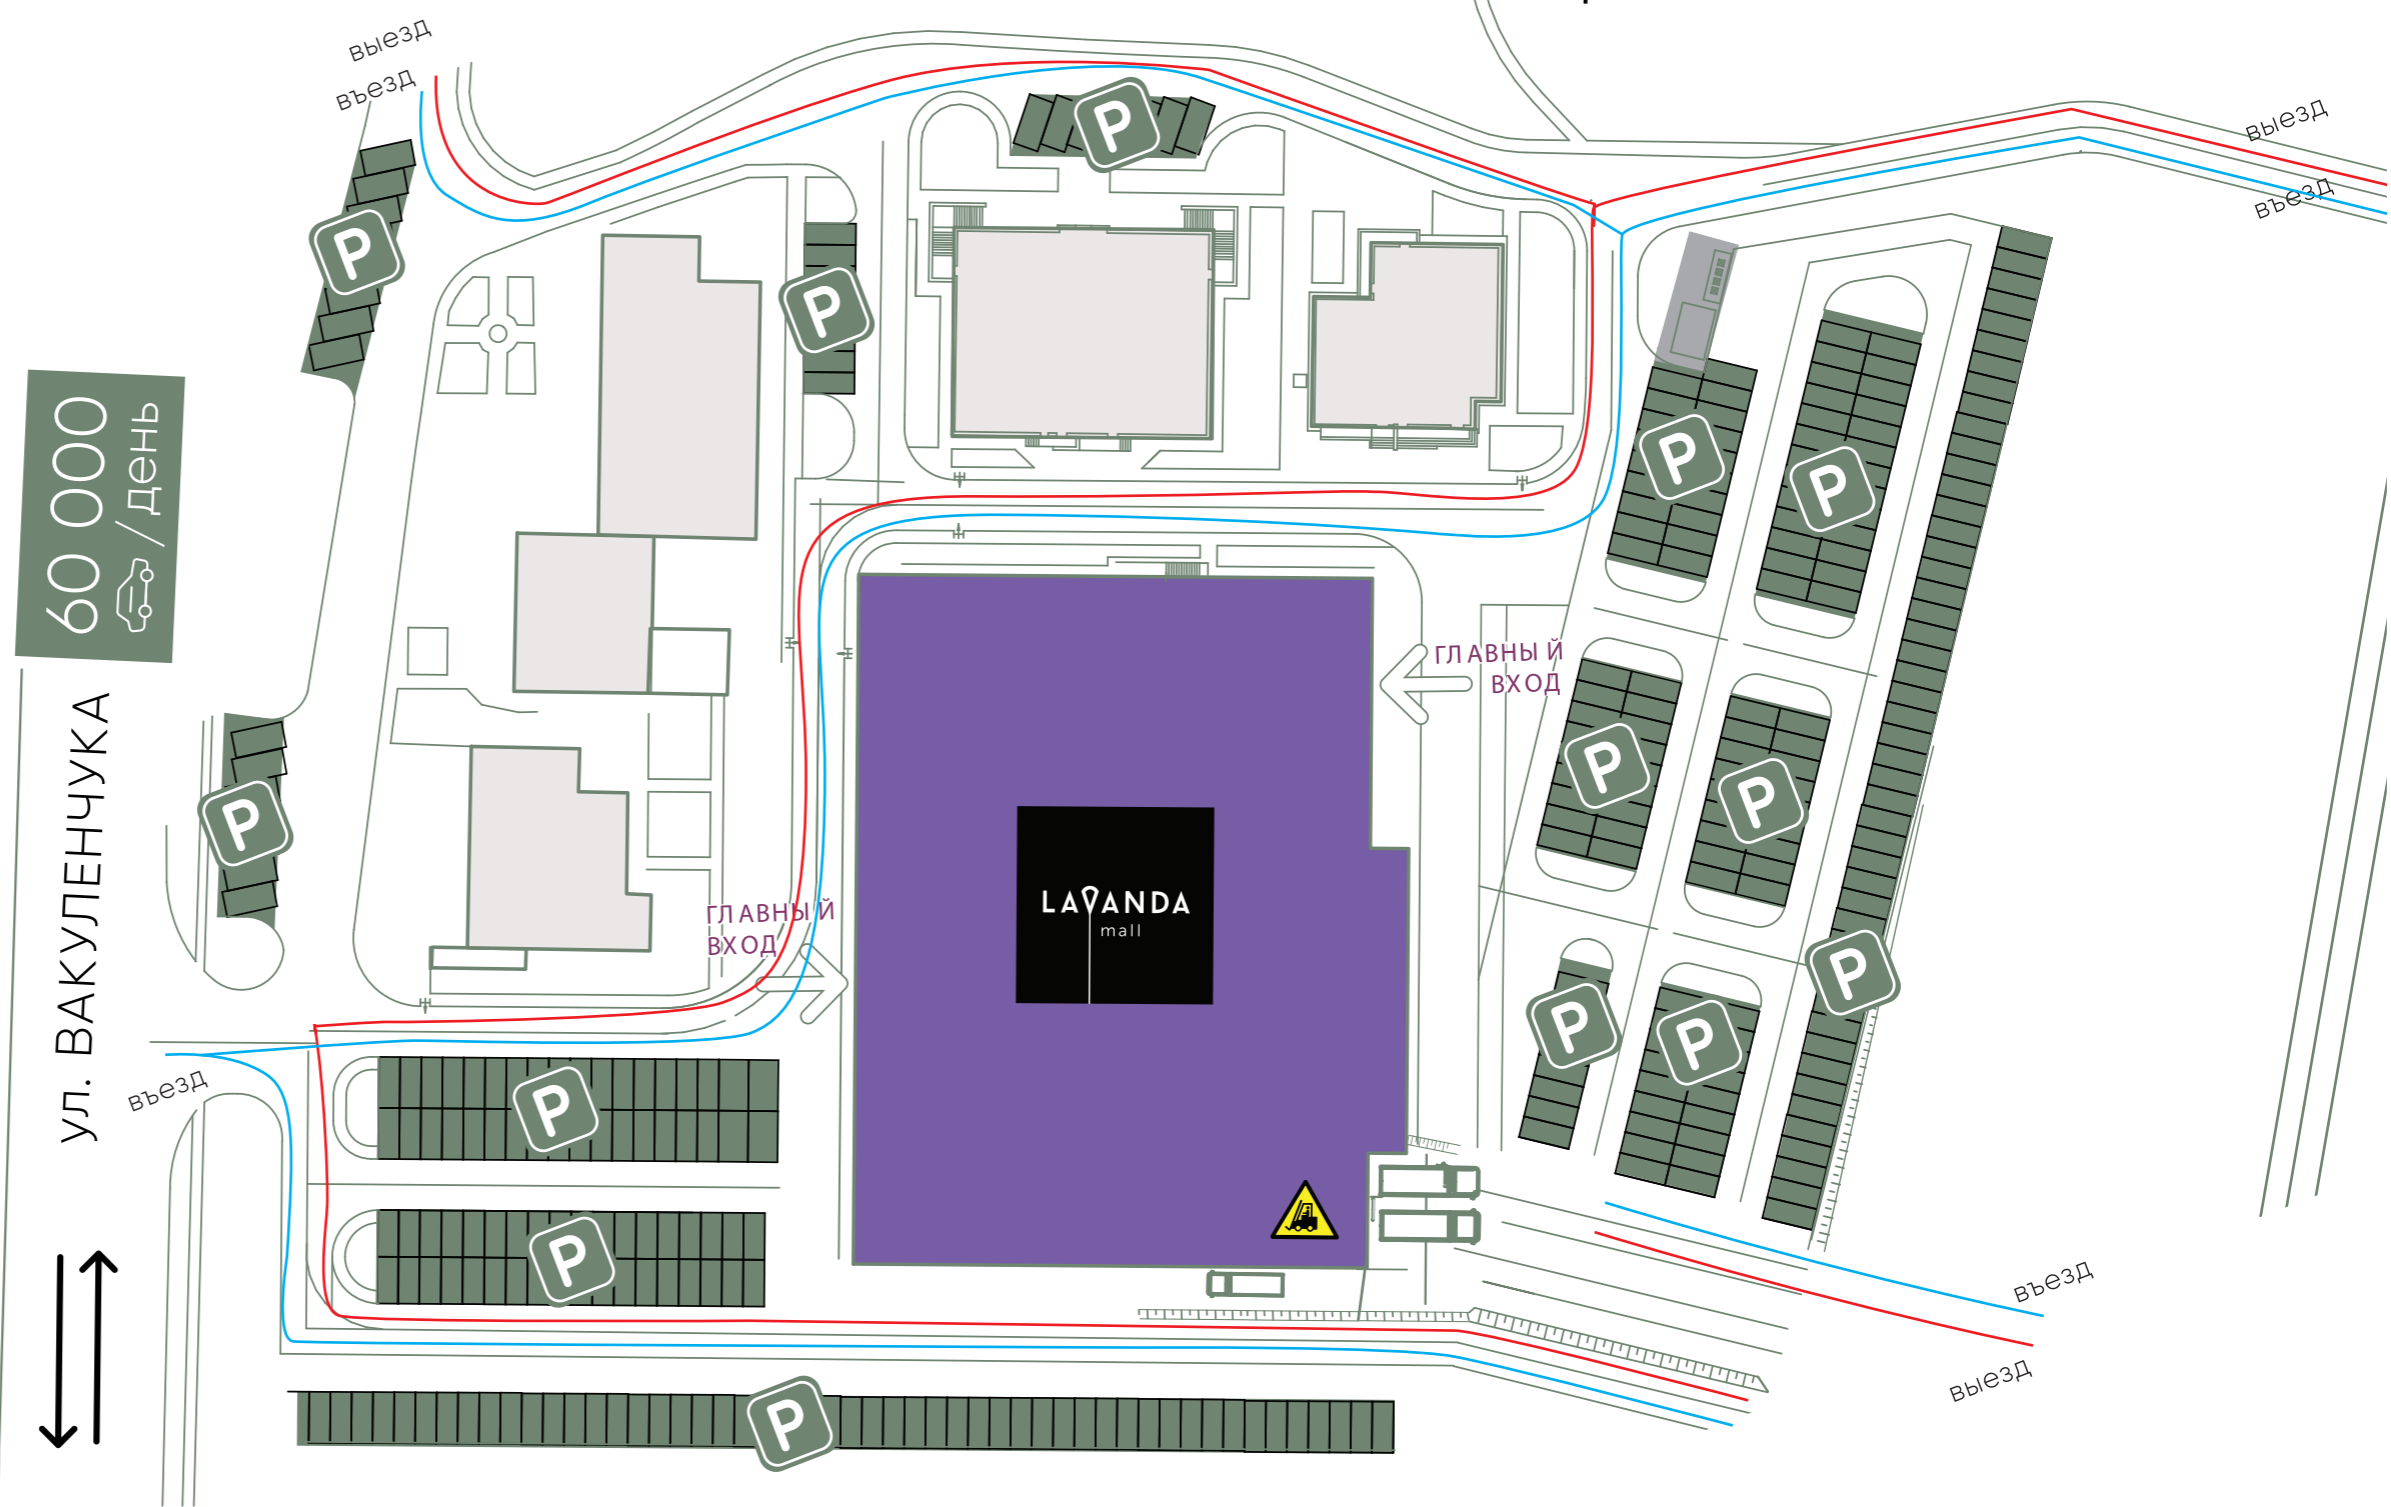 выезд
въезд
выезд
въезд
60 000
/ день
P
P
P
P
P
P
ГЛАВНЫЙ
ВХОД
ул. ВАКУЛЕНЧУКА
P
P
P
LAVANDA
mall
ГЛАВНЫЙ
ВХОД
P
P
P
въезд
P
P
въезд
выезд
P